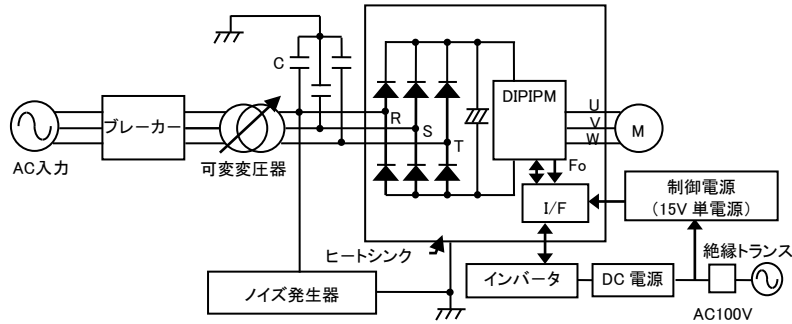 C
DIPIPM
U
V
W
M
R
S
T
ブレーカー
AC入力
可変変圧器
Fo
I/F
制御電源
(15V 単電源)
ヒートシンク
絶縁トランス
ノイズ発生器
インバータ
DC 電源
AC100V